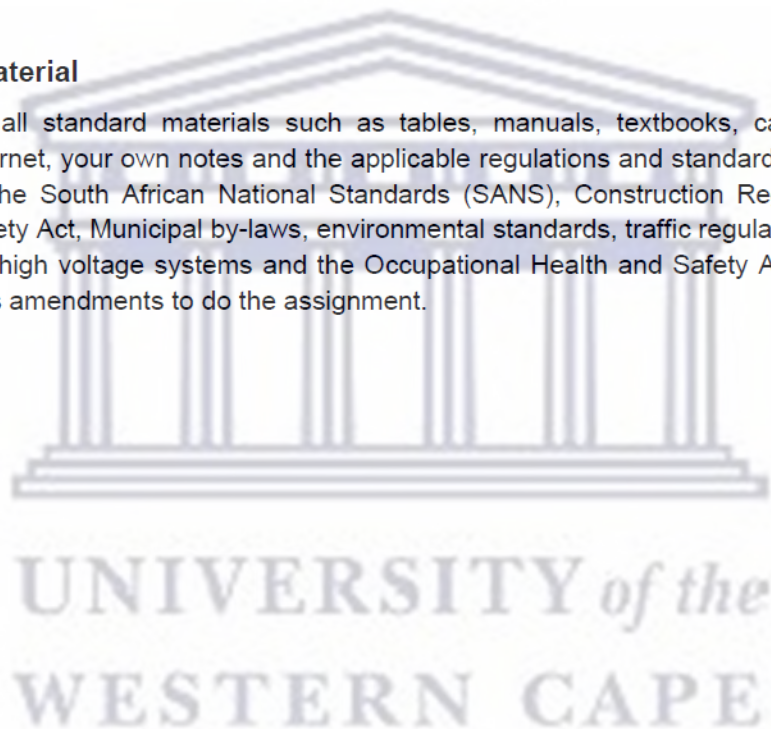 aterial
all standard materials such as tables, manuals, textbooks, ca
rnet, your own notes and the applicable regulations and standard
he South African National Standards (SANS), Construction Re
ety Act, Municipal by-laws, environmental standards, traffic regula
high voltage systems and the Occupational Health and Safety A
s amendments to do the assignment.
UNIVERSITY of the
WESTERN CAPE